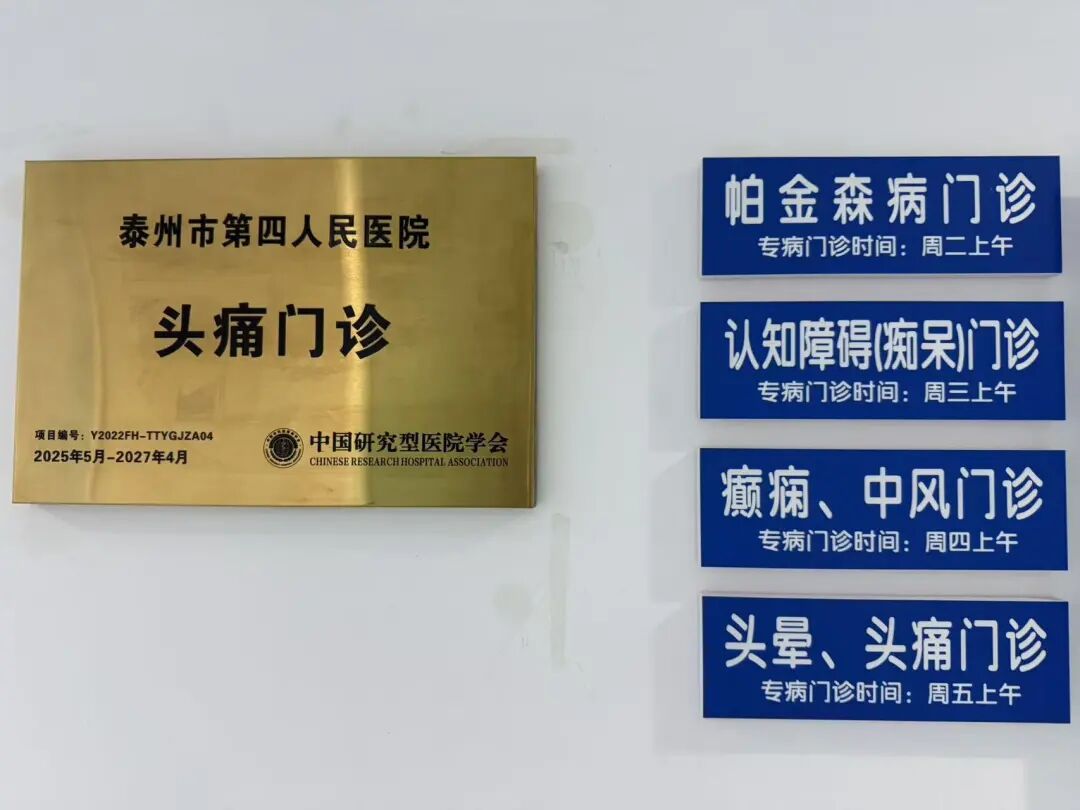 泰州市第四人民医院
头痛门诊
项目编号：Y2022FH-TTYGJZA04
2025年5月-2027年4月
中国研究型医院学会
CHINESE RESEARCH HOSPITAL ASSOCIATION
帕金森病门诊
专病门诊时间：周二上午
认知障碍(痴呆)门诊
专病门诊时间：周三上午
癫痫、中风门诊
专病门诊时间：周四上午
头晕、头痛门诊
专病门诊时间：周五上午